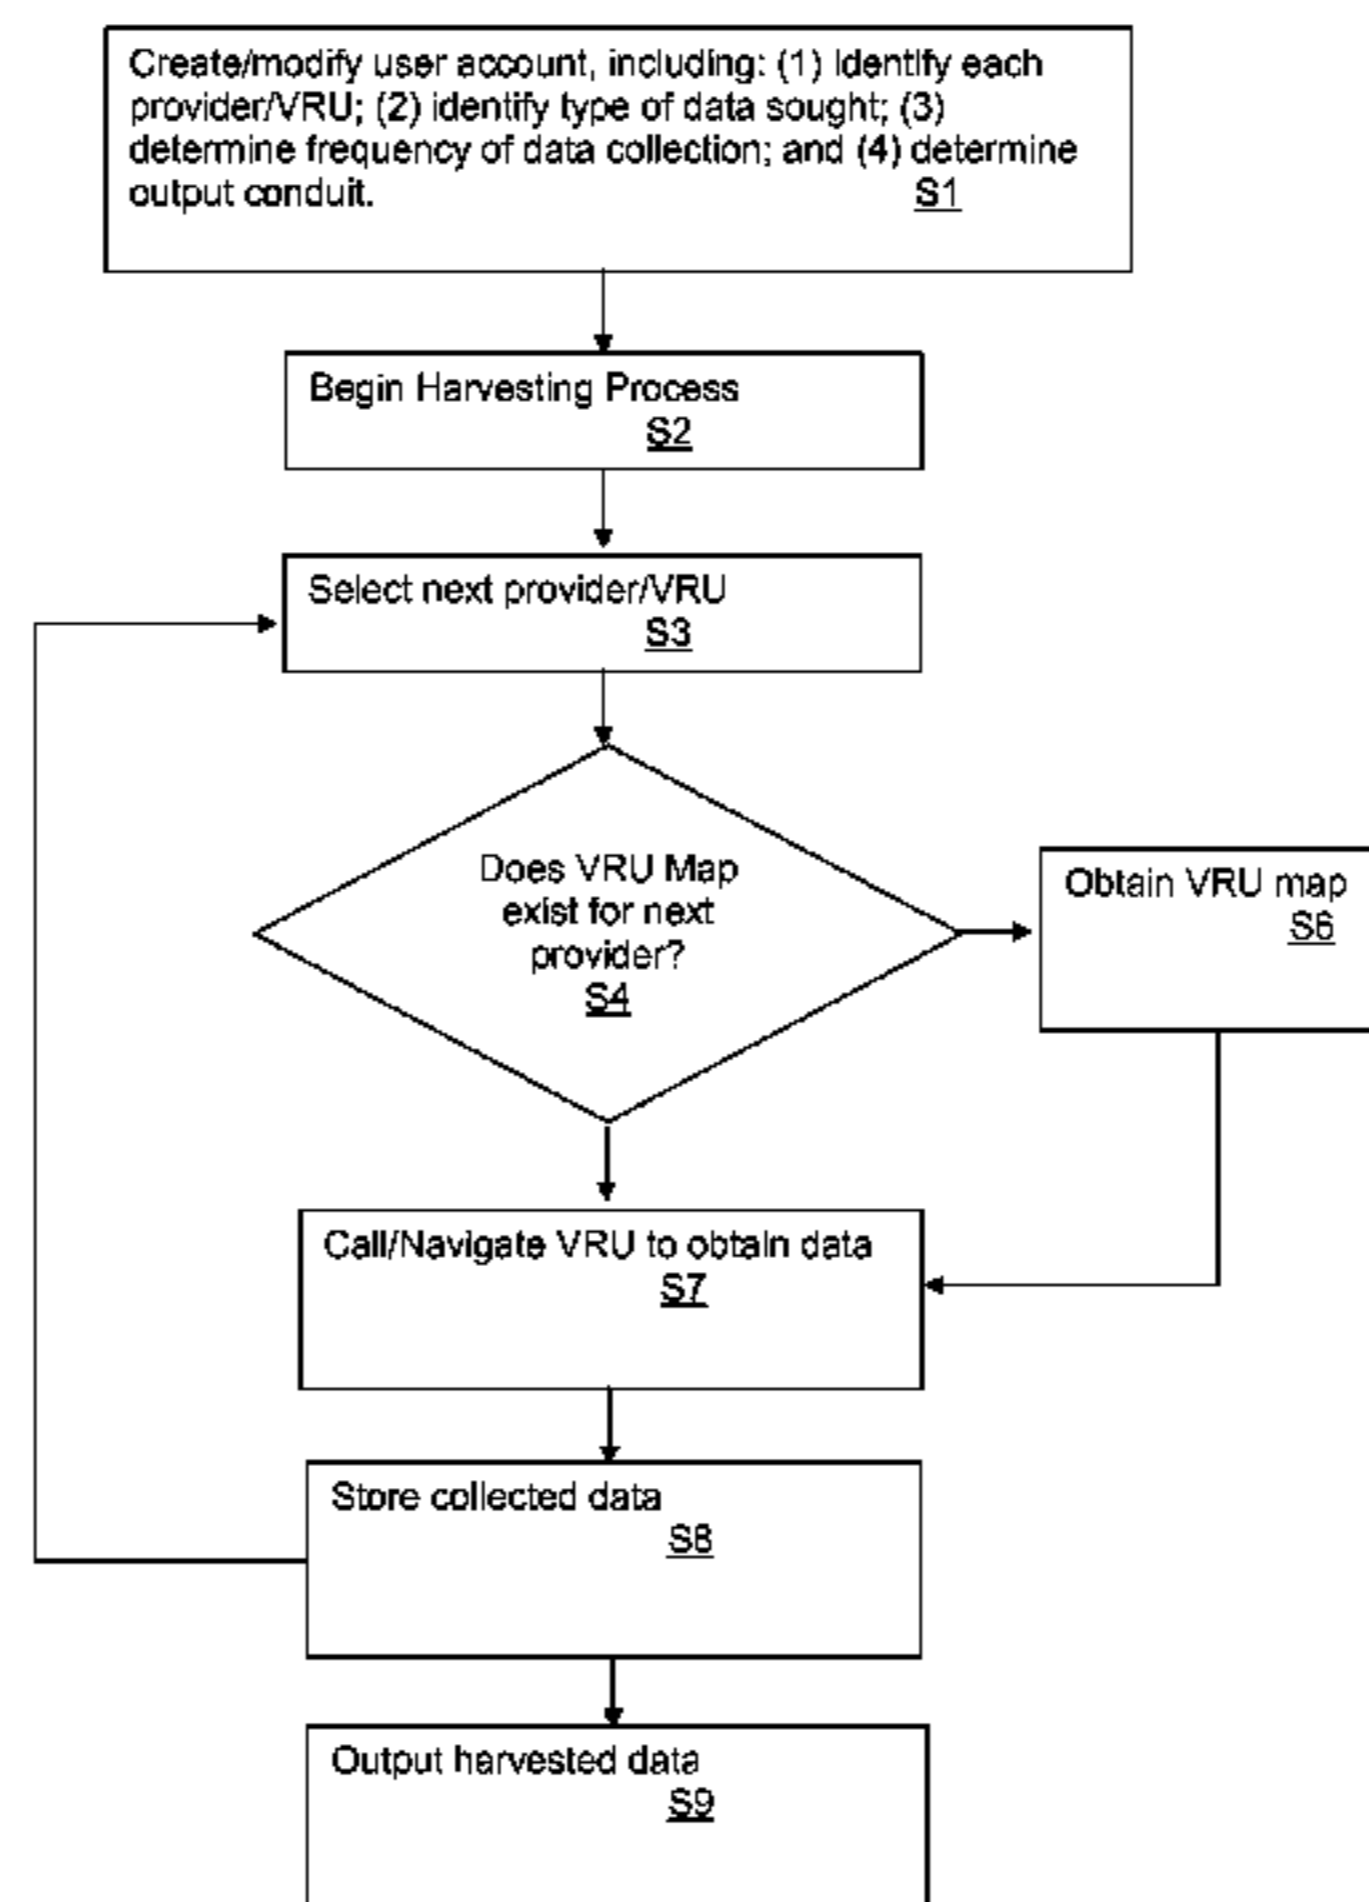 Create/modify user account, including: (1) identify each
provider/VRU; (2) identify type of data sought; (3)
determine frequency of data collection; and (4) determine
output conduit.
S1
Begin Harvesting Process
S2
Select next provider/VRU
S3
Does VRU Map
exist for next
provider?
S4
Obtain VRU map
S6
Call/Navigate VRU to obtain data
S7
Store collected data
S8
Output harvested data
S9